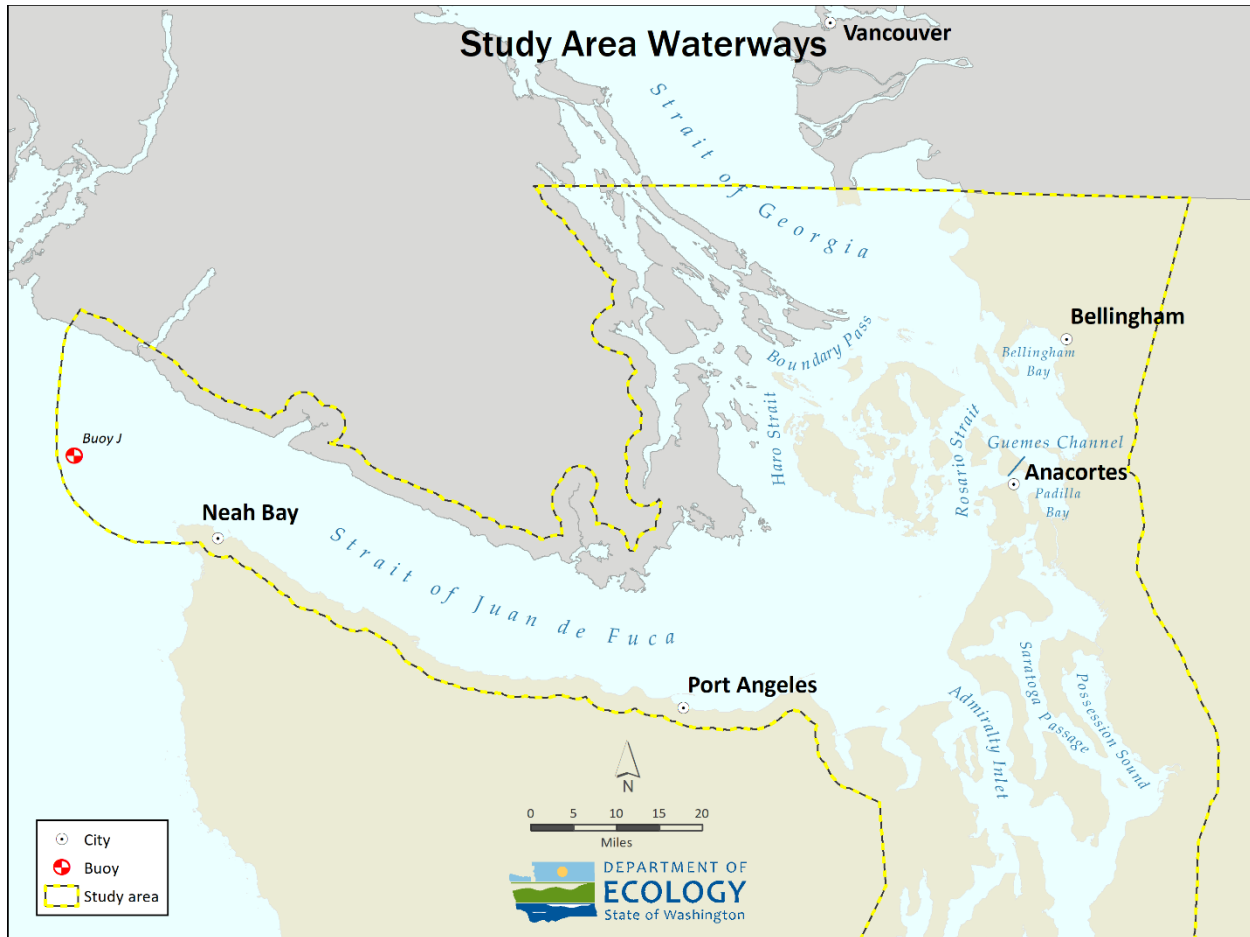 Study Area Waterways
Vancouver
Strait of Georgia
Bellingham
Boundary Pass
Bellingham
Bay
Haro Strait
Rosario Strait
Guemes Channel
Buoy J
Anacortes
Padilla
Bay
Neah Bay
Strait of Juan de Fuca
Port Angeles
Admiralty Inlet
Saratoga Passage
Possession Sound
N
0 5 10 15 20
Miles
City
Buoy
Study area
DEPARTMENT OF
ECOLOGY
State of Washington